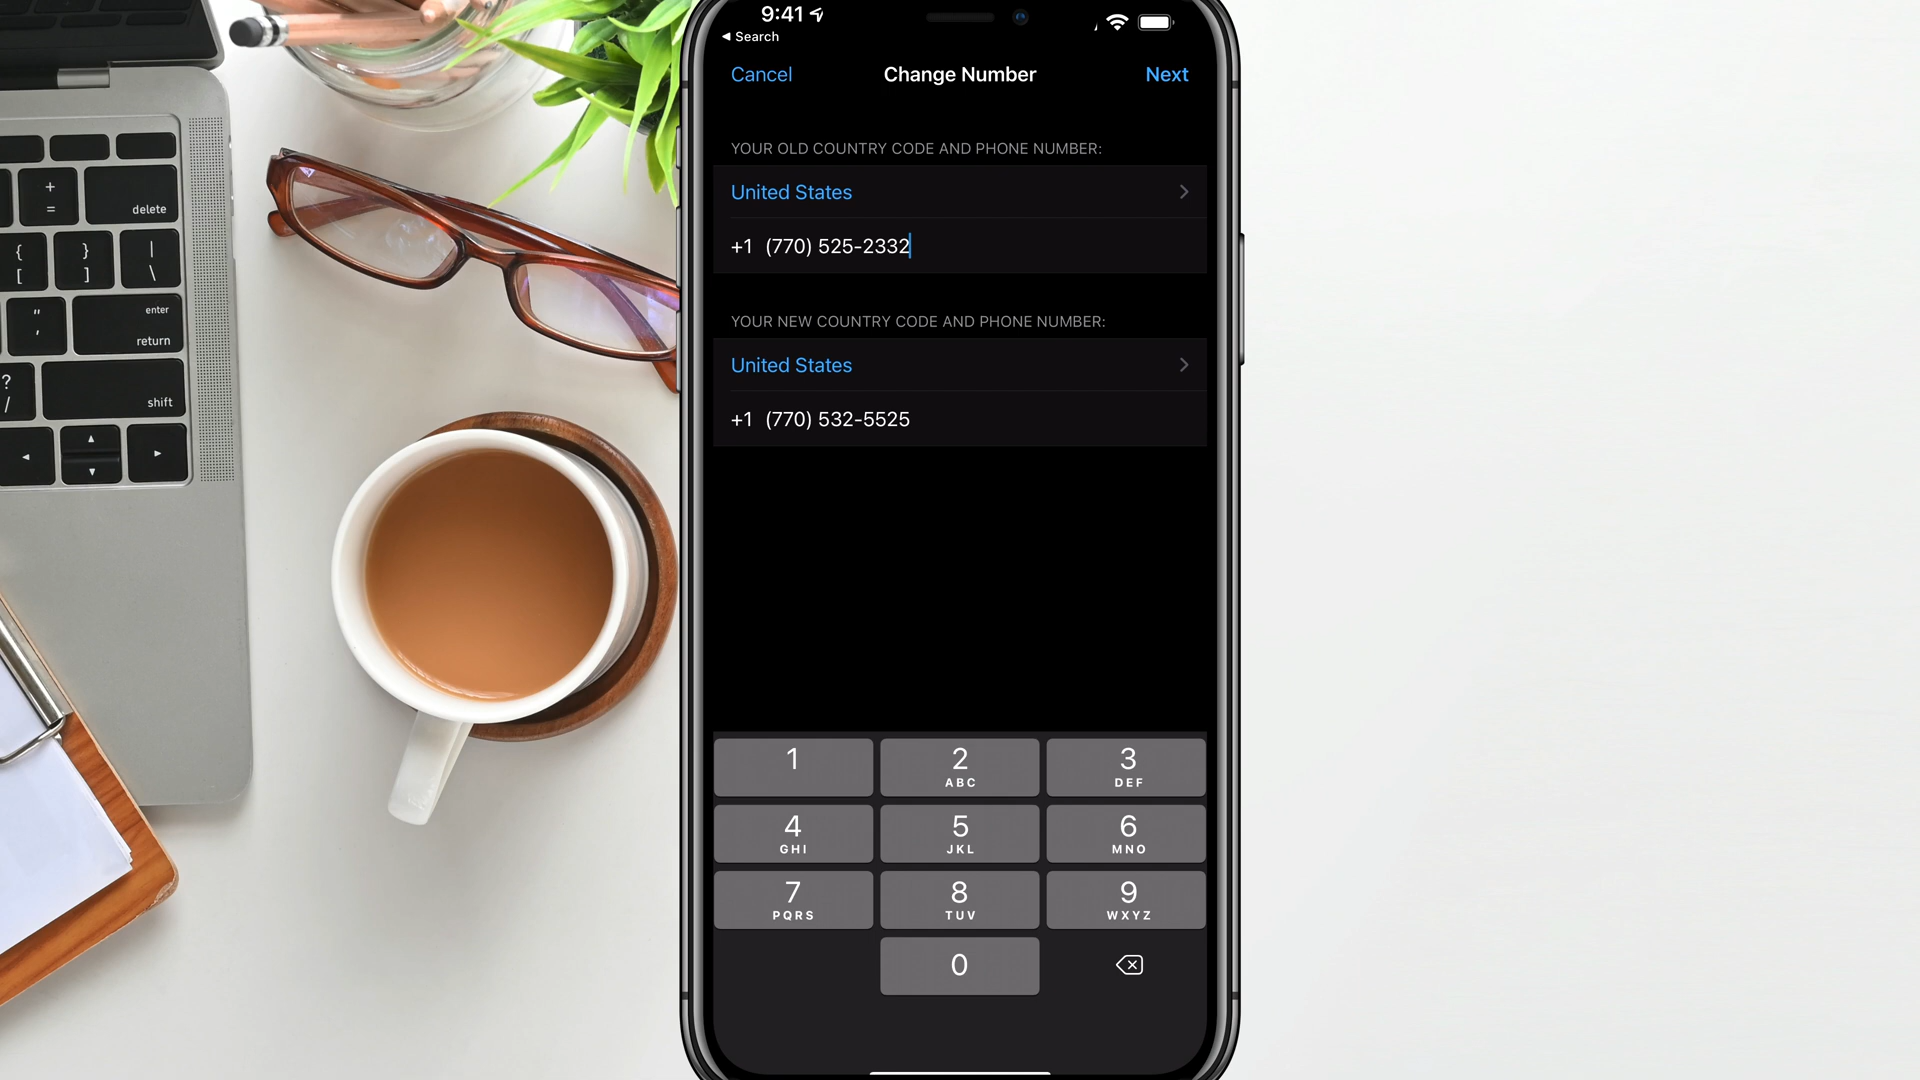 9:41
Search
Cancel
Change Number
Next
YOUR OLD COUNTRY CODE AND PHONE NUMBER:
United States
+1 (770) 525-2332
YOUR NEW COUNTRY CODE AND PHONE NUMBER:
United States
+1 (770) 532-5525
1
2
ABC
3
DEF
4
GHI
5
JKL
6
MNO
7
PQRS
8
TUV
9
WXYZ
0
+
=
delete
{
[
}
]
|
\
"
'
enter
return
?
/
shift